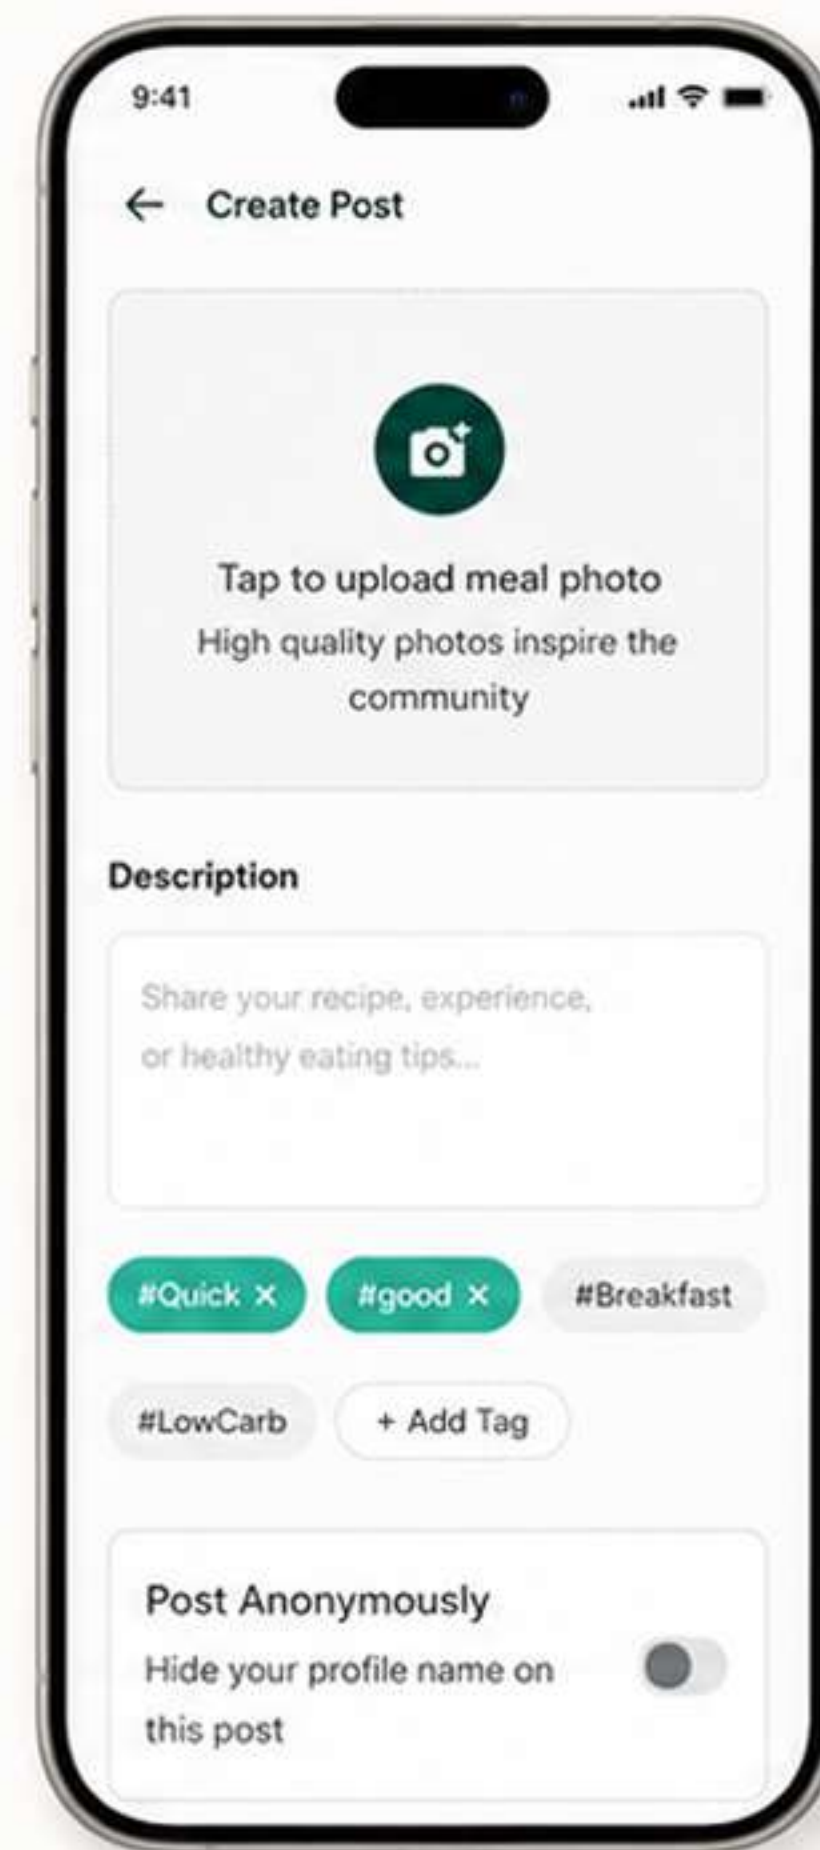 9:41
Create Post
Tap to upload meal photo
High quality photos inspire the
community
Description
Share your recipe, experience,
or healthy eating tips...
#Quick × #good × #Breakfast
#LowCarb + Add Tag
Post Anonymously
Hide your profile name on
this post